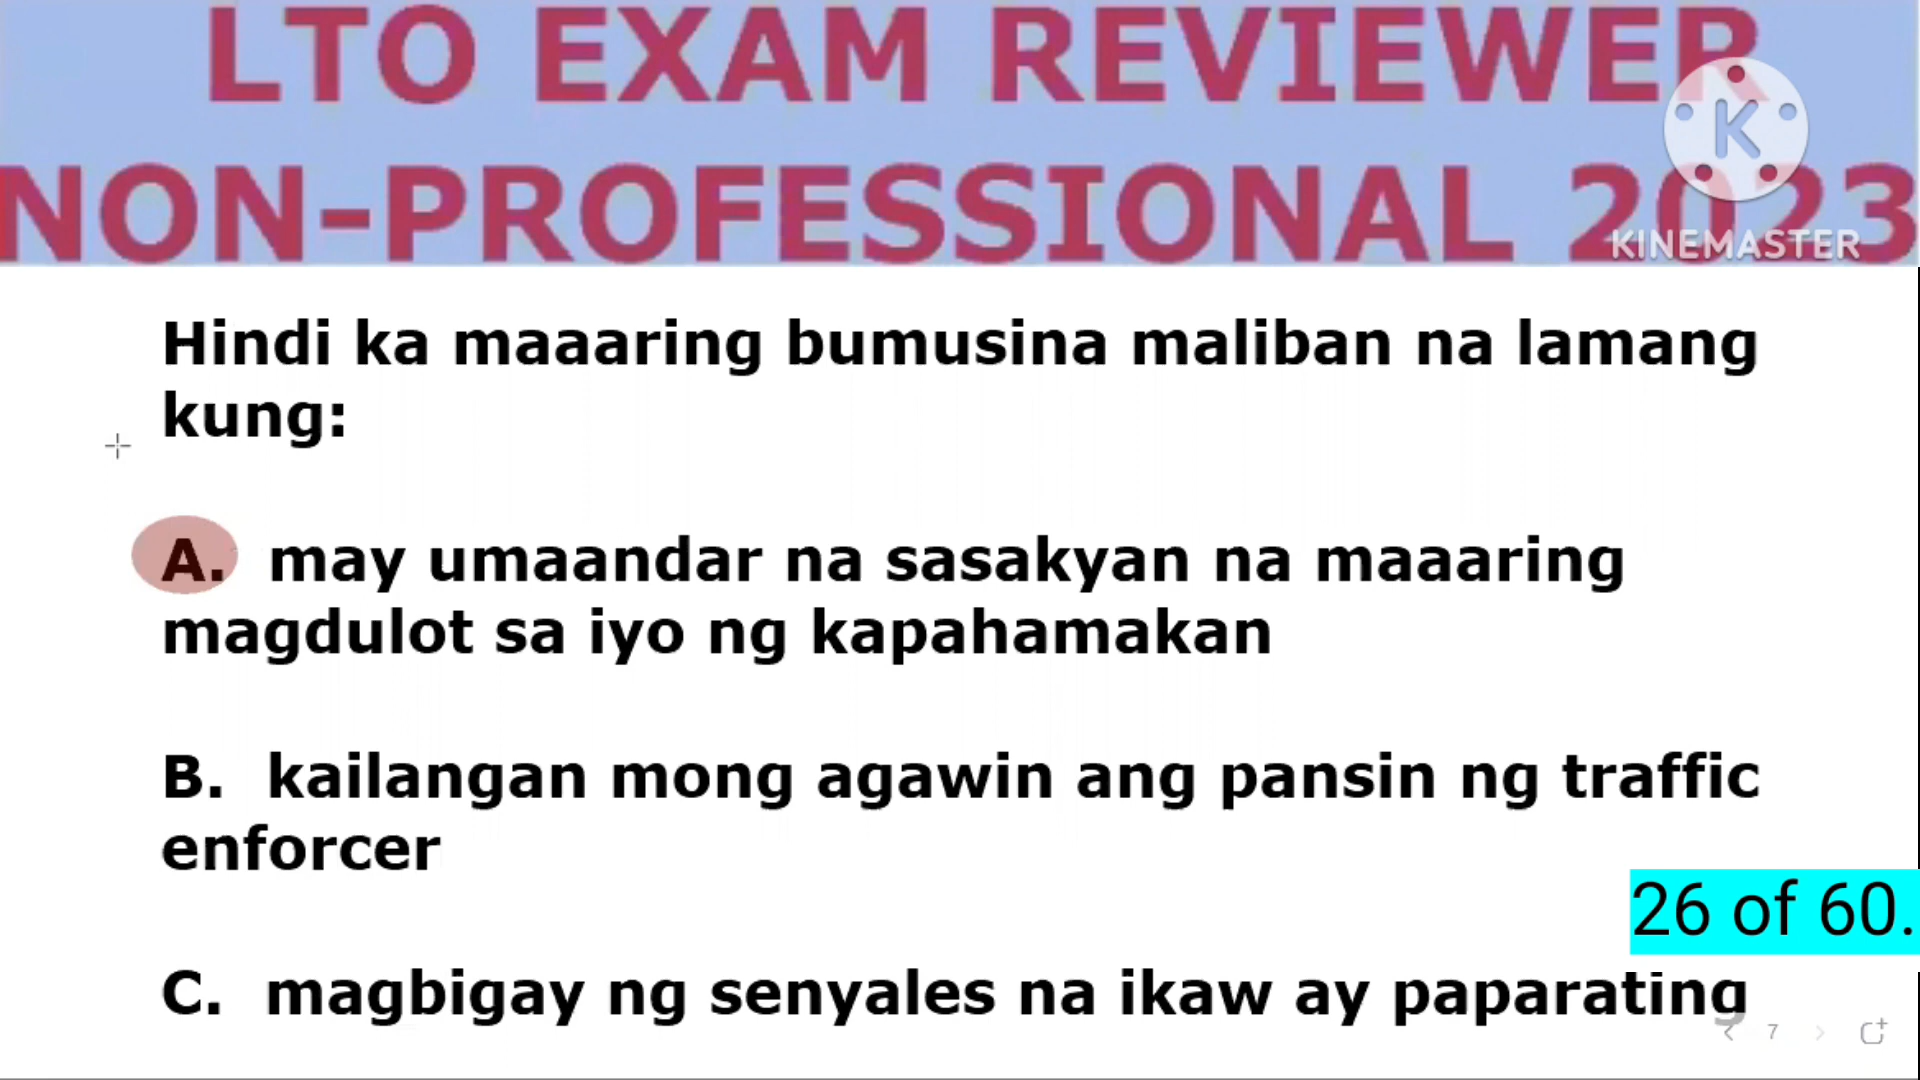 LTO EXAM REVIEWER
NON-PROFESSIONAL 2023
K
KINEMASTER
Hindi ka maaaring bumusina maliban na lamang
kung:
A. may umaandar na sasakyan na maaaring
magdulot sa iyo ng kapahamakan
B. kailangan mong agawin ang pansin ng traffic
enforcer
26 of 60.
C. magbigay ng senyales na ikaw ay paparating
7